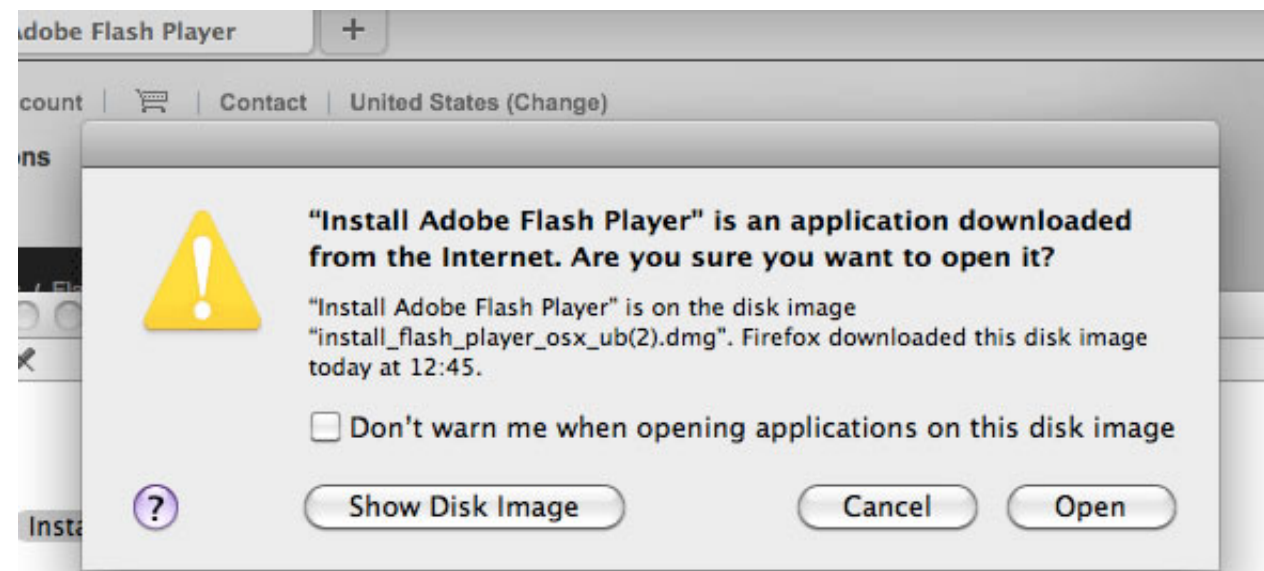 Adobe Flash Player +
count | Contact | United States (Change)
ons
“Install Adobe Flash Player” is an application downloaded
from the Internet. Are you sure you want to open it?
“Install Adobe Flash Player” is on the disk image
“install_flash_player_osx_ub(2).dmg”. Firefox downloaded this disk image
today at 12:45.
Don't warn me when opening applications on this disk image
? Show Disk Image Cancel Open
Insta